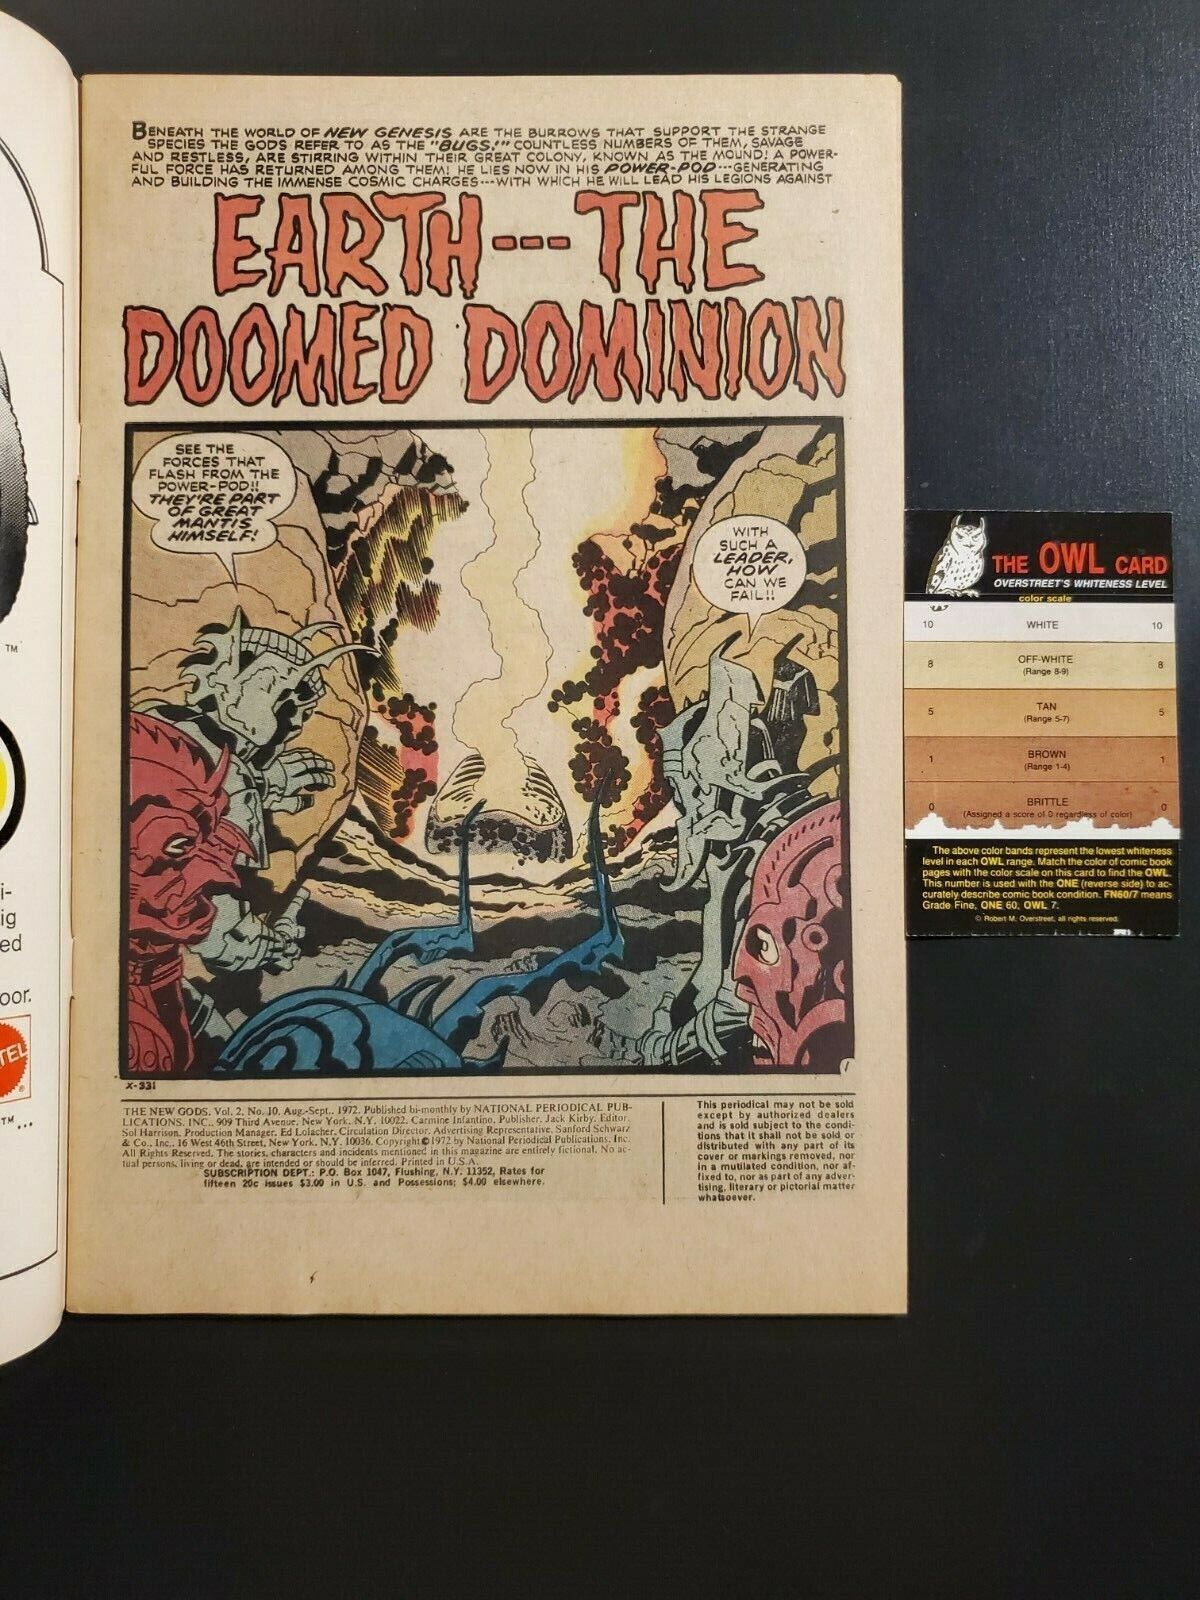 BENEATH THE WORLD OF NEW GENESIS ARE THE BURROWS THAT SUPPORT THE STRANGE
SPECIES THE GODS REFER TO AS THE "BUGS!" COUNTLESS NUMBERS OF THEM, SAVAGE
AND RESTLESS, ARE STIRRING WITHIN THEIR GREAT COLONY, KNOWN AS THE MOUND! A POWER-
FUL FORCE HAS RETURNED AMONG THEM! HE LIES NOW IN HIS POWER-POD---GENERATING
AND BUILDING THE IMMENSE COSMIC CHARGES---WITH WHICH HE WILL LEAD HIS LEGIONS AGAINST
EARTH---THE
DOOMED DOMINION
SEE THE
FORCES THAT
FLASH FROM THE
POWER-POD!!
THEY'RE PART
OF GREAT
MANTIS
HIMSELF!
WITH
SUCH A
LEADER,
HOW
CAN WE
FAIL!!
1
X-331
THE NEW GODS, Vol. 2, No. 10, Aug.-Sept., 1972. Published bi-monthly by NATIONAL PERIODICAL PUB-
LICATIONS, INC., 909 Third Avenue, New York, N.Y. 10022. Carmine Infantino, Publisher. Jack Kirby, Editor.
Sol Harrison, Production Manager. Ed Lolacher, Circulation Director. Advertising Representative, Sanford Schwarz
& Co., Inc., 16 West 46th Street, New York, N.Y. 10036. Copyright © 1972 by National Periodical Publications, Inc.
All Rights Reserved. The stories, characters and incidents mentioned in this magazine are entirely fictional. No ac-
tual persons, living or dead, are intended or should be inferred. Printed in U.S.A.
SUBSCRIPTION DEPT.: P.O. Box 1047, Flushing, N.Y. 11352, Rates for
fifteen 20c issues $3.00 in U.S. and Possessions; $4.00 elsewhere.
This periodical may not be sold
except by authorized dealers
and is sold subject to the condi-
tions that it shall not be sold or
distributed with any part of its
cover or markings removed, nor
in a mutilated condition, nor af-
fixed to, nor as part of any adver-
tising, literary or pictorial matter
whatsoever.
THE OWL CARD
OVERSTREET'S WHITENESS LEVEL
color scale
10 WHITE 10
8 OFF-WHITE 8
(Range 8-9)
5 TAN 5
(Range 5-7)
1 BROWN 1
(Range 1-4)
0 BRITTLE 0
(Assigned a score of 0 regardless of color)
The above color bands represent the lowest whiteness
level in each OWL range. Match the color of comic book
pages with the color scale on this card to find the OWL.
This number is used with the ONE (reverse side) to ac-
curately describe comic book condition. FN60/7 means
Grade Fine, ONE 60, OWL 7.
© Robert M. Overstreet, all rights reserved.
TM
i-
ig
ed
oor.
TEL
®
TM...